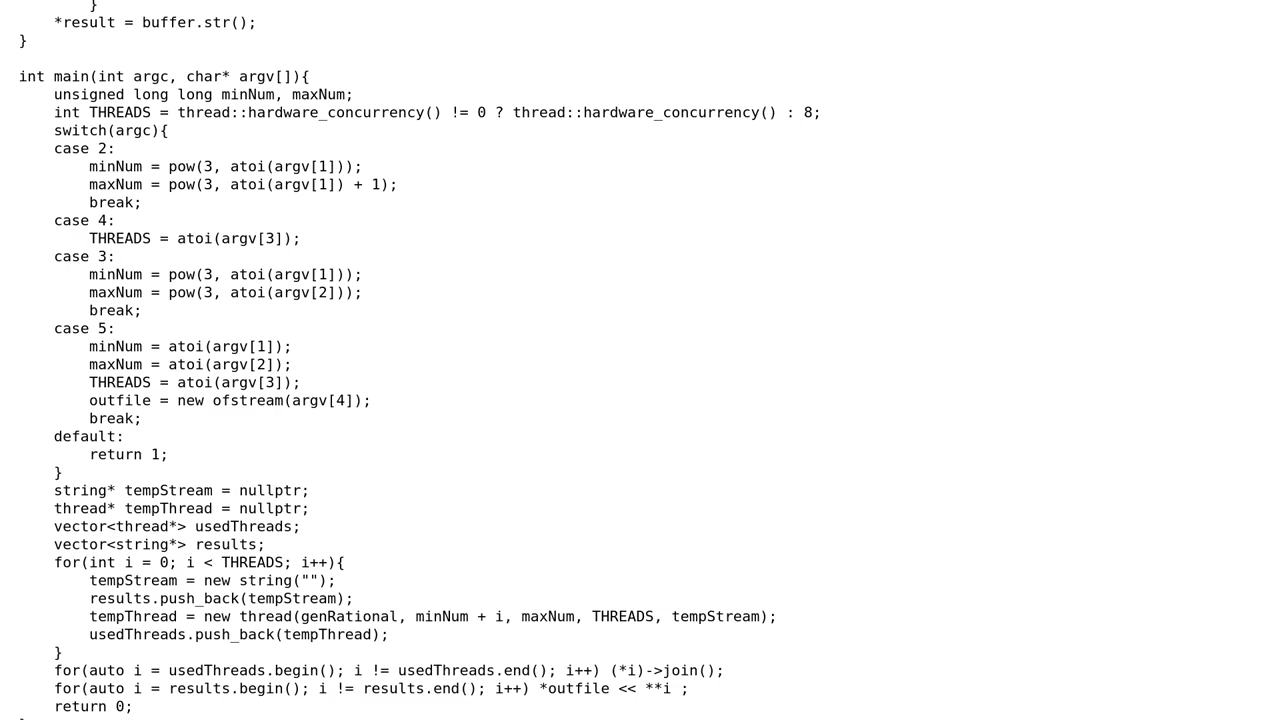 }
*result = buffer.str();
}
int main(int argc, char* argv[]){
unsigned long long minNum, maxNum;
int THREADS = thread::hardware_concurrency() != 0 ? thread::hardware_concurrency() : 8;
switch(argc){
case 2:
minNum = pow(3, atoi(argv[1]));
maxNum = pow(3, atoi(argv[1]) + 1);
break;
case 4:
THREADS = atoi(argv[3]);
case 3:
minNum = pow(3, atoi(argv[1]));
maxNum = pow(3, atoi(argv[2]));
break;
case 5:
minNum = atoi(argv[1]);
maxNum = atoi(argv[2]);
THREADS = atoi(argv[3]);
outfile = new ofstream(argv[4]);
break;
default:
return 1;
}
string* tempStream = nullptr;
thread* tempThread = nullptr;
vector<thread*> usedThreads;
vector<string*> results;
for(int i = 0; i < THREADS; i++){
tempStream = new string("");
results.push_back(tempStream);
tempThread = new thread(genRational, minNum + i, maxNum, THREADS, tempStream);
usedThreads.push_back(tempThread);
}
for(auto i = usedThreads.begin(); i != usedThreads.end(); i++) (*i)->join();
for(auto i = results.begin(); i != results.end(); i++) *outfile << **i ;
return 0;